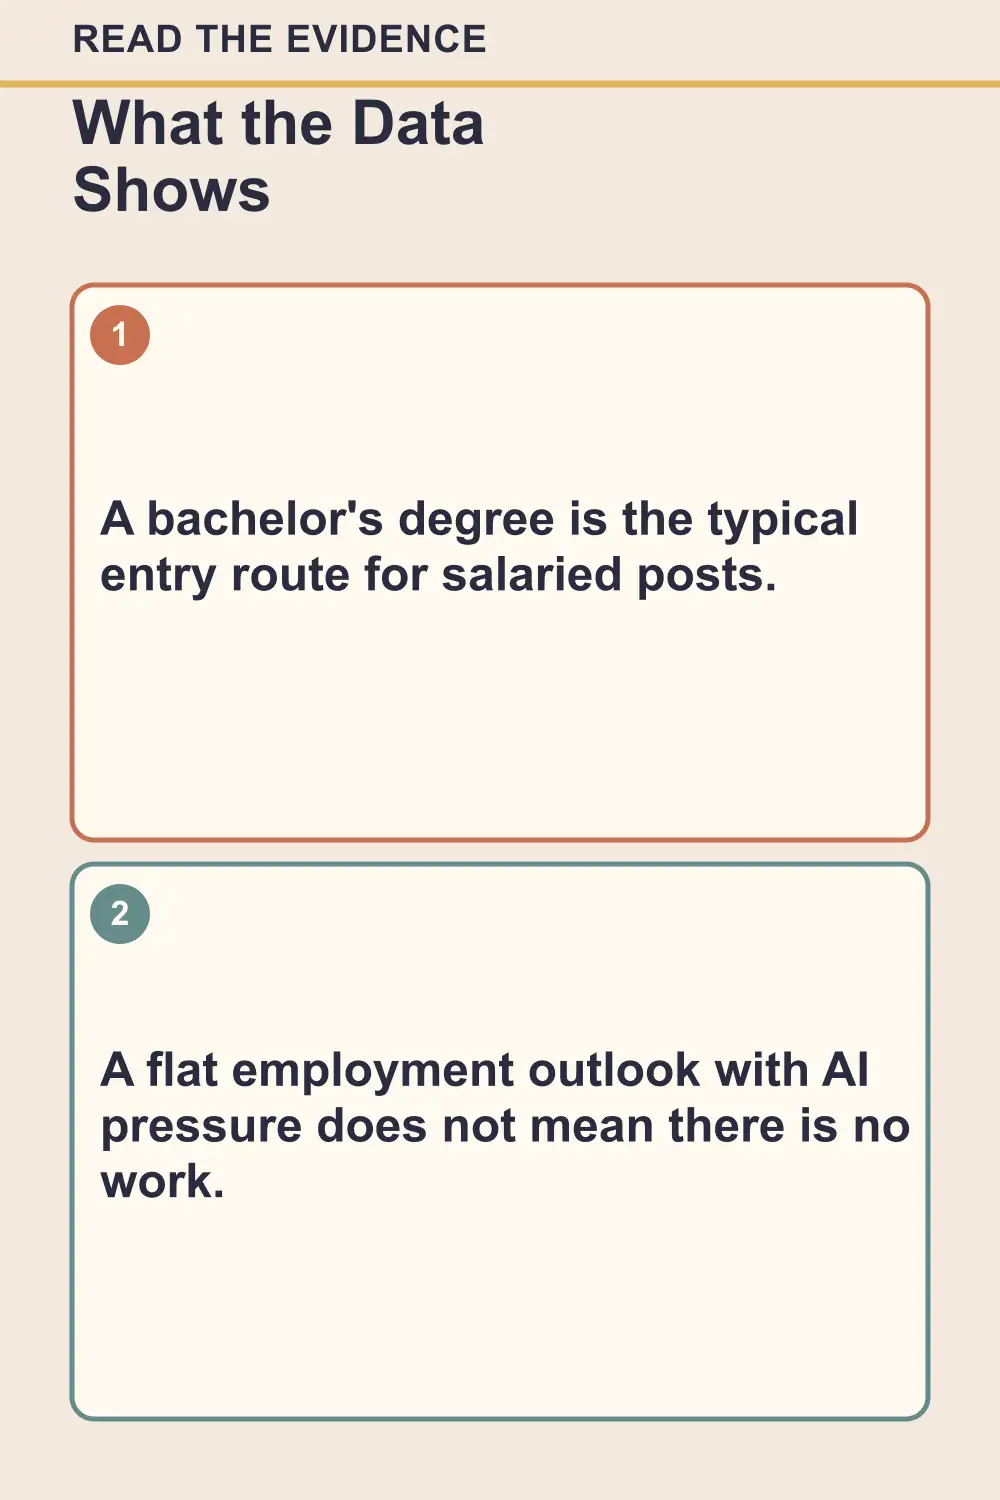 READ THE EVIDENCE
What the Data
Shows
1
A bachelor's degree is the typical
entry route for salaried posts.
2
A flat employment outlook with AI
pressure does not mean there is no
work.